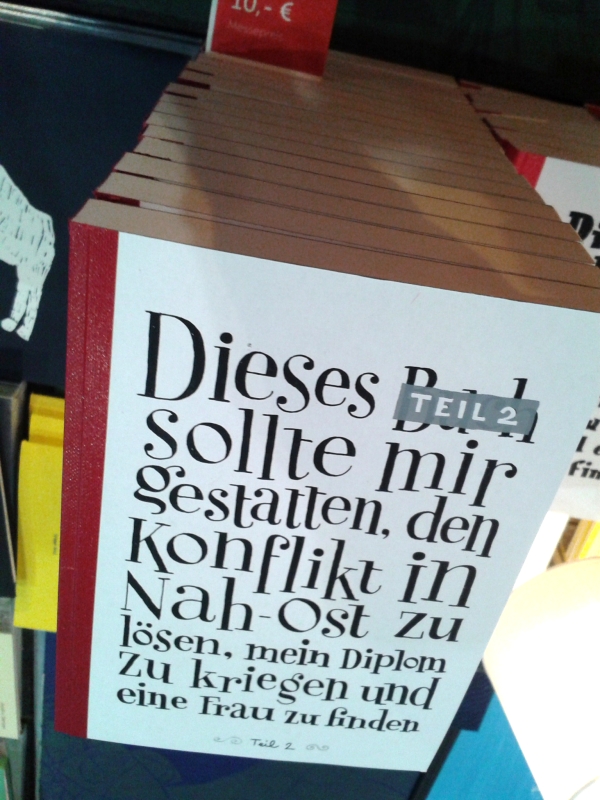 10,- €
Messepreis
Dieses Buch
TEIL 2
sollte mir
gestatten, den
Konflikt in
Nah-Ost zu
lösen, mein Diplom
zu kriegen und
eine Frau zu finden
Teil 2